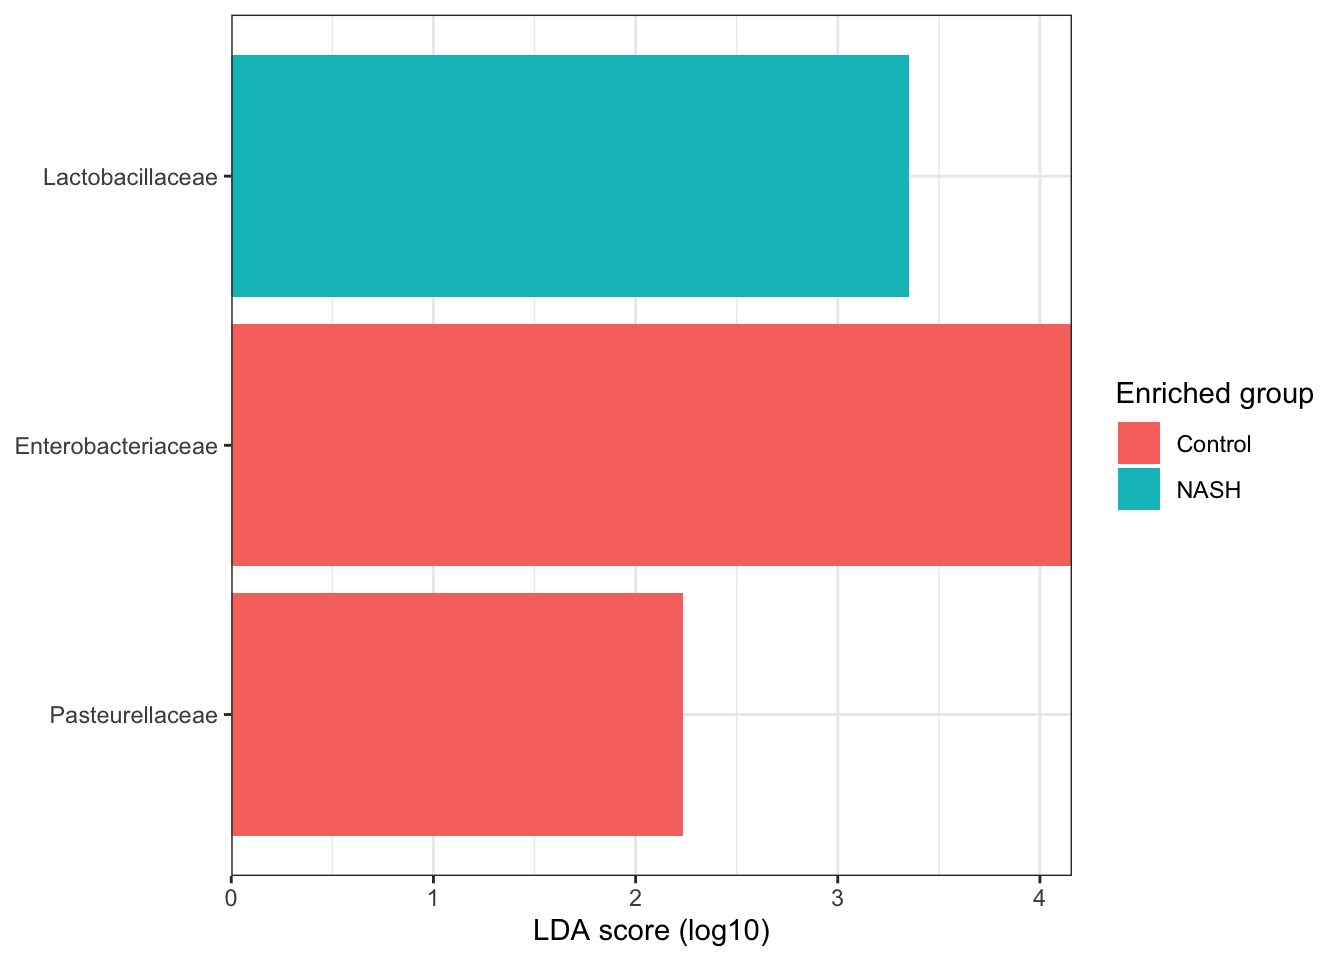 Lactobacillaceae
Enterobacteriaceae
Pasteurellaceae
0 1 2 3 4
LDA score (log10)
Enriched group
Control
NASH